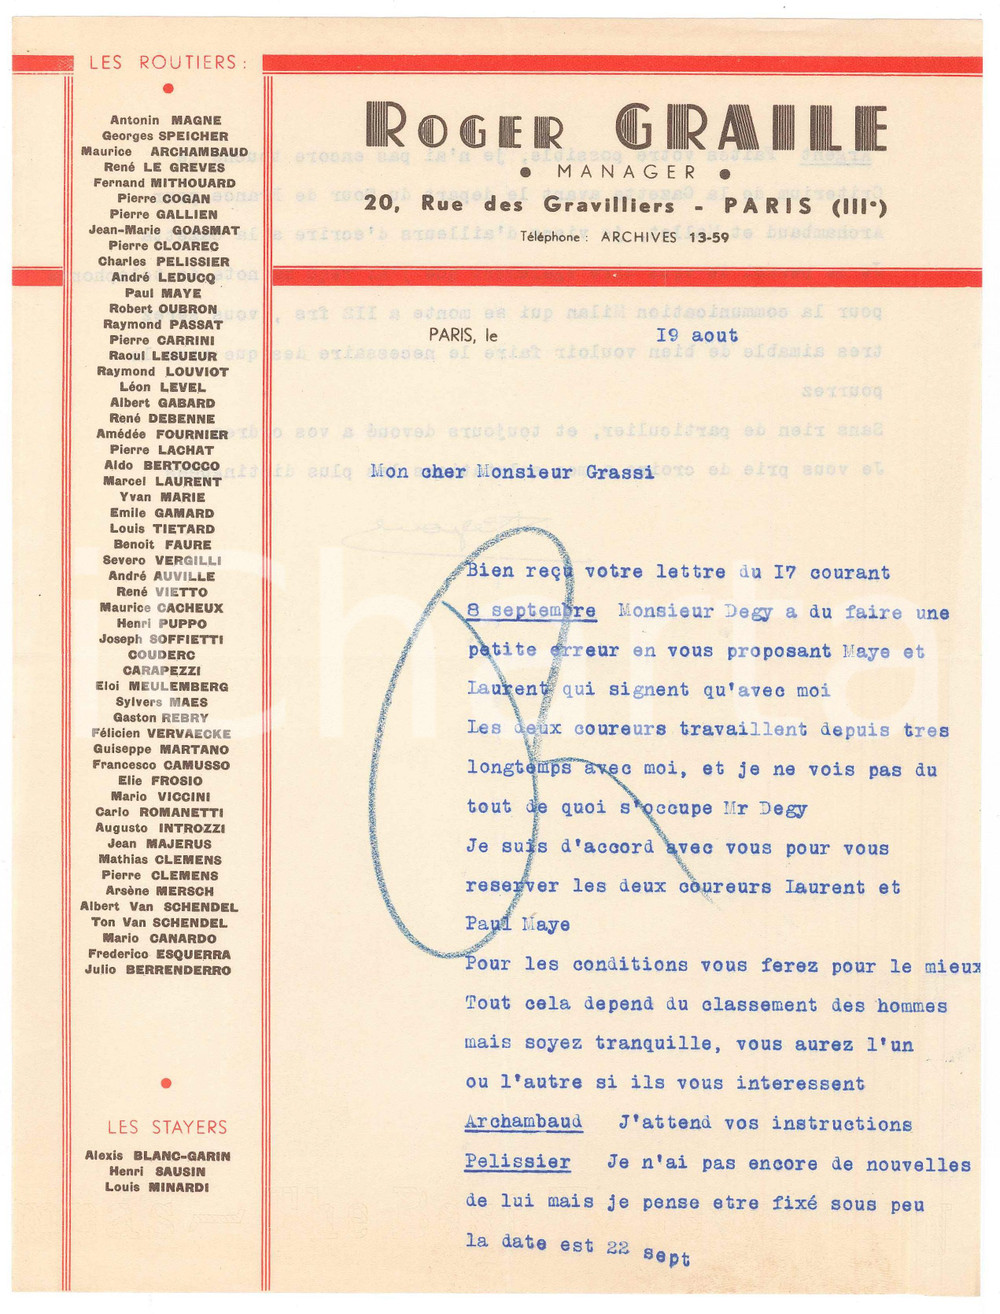 LES ROUTIERS :
Antonin MAGNE
Georges SPEICHER
Maurice ARCHAMBAUD
René LE GREVES
Fernand MITHOUARD
Pierre COGAN
Pierre GALLIEN
Jean-Marie GOASMAT
Pierre CLOAREC
Charles PELISSIER
André LEDUCQ
Paul MAYE
Robert OUBRON
Raymond PASSAT
Pierre CARRINI
Raoul LESUEUR
Raymond LOUVIOT
Léon LEVEL
Albert GABARD
René DEBENNE
Amédée FOURNIER
Pierre LACHAT
Aldo BERTOCCO
Marcel LAURENT
Yvan MARIE
Emile GAMARD
Louis TIETARD
Benoit FAURE
Severo VERGILLI
André AUVILLE
René VIETTO
Maurice CACHEUX
Henri PUPPO
Joseph SOFFIETTI
COUDERC
CARAPEZZI
Eloi MEULEMBERG
Sylvers MAES
Gaston REBRY
Félicien VERVAECKE
Guiseppe MARTANO
Francesco CAMUSSO
Elie FROSIO
Mario VICCINI
Carlo ROMANETTI
Augusto INTROZZI
Jean MAJERUS
Mathias CLEMENS
Pierre CLEMENS
Arsène MERSCH
Albert Van SCHENDEL
Ton Van SCHENDEL
Mario CANARDO
Frederico ESQUERRA
Julio BERRENDERRO
LES STAYERS
Alexis BLANC-GARIN
Henri SAUSIN
Louis MINARDI
ROGER GRAILE
• MANAGER •
20, Rue des Gravilliers - PARIS (IIIe)
Téléphone : ARCHIVES 13-59
PARIS, le I9 aout
Mon cher Monsieur Grassi
Bien reçu votre lettre du I7 courant
8 septembre Monsieur Degy a du faire une
petite erreur en vous proposant Maye et
Laurent qui signent qu'avec moi
Les deux coureurs travaillent depuis tres
longtemps avec moi, et je ne vois pas du
tout de quoi s'occupe Mr Degy
Je suis d'accord avec vous pour vous
reserver les deux coureurs Laurent et
Paul Maye
Pour les conditions vous ferez pour le mieux
Tout cela depend du classement des hommes
mais soyez tranquille, vous aurez l'un
ou l'autre si ils vous interessent
Archambaud J'attend vos instructions
Pelissier Je n'ai pas encore de nouvelles
de lui mais je pense etre fixé sous peu
la date est 22 sept
OK